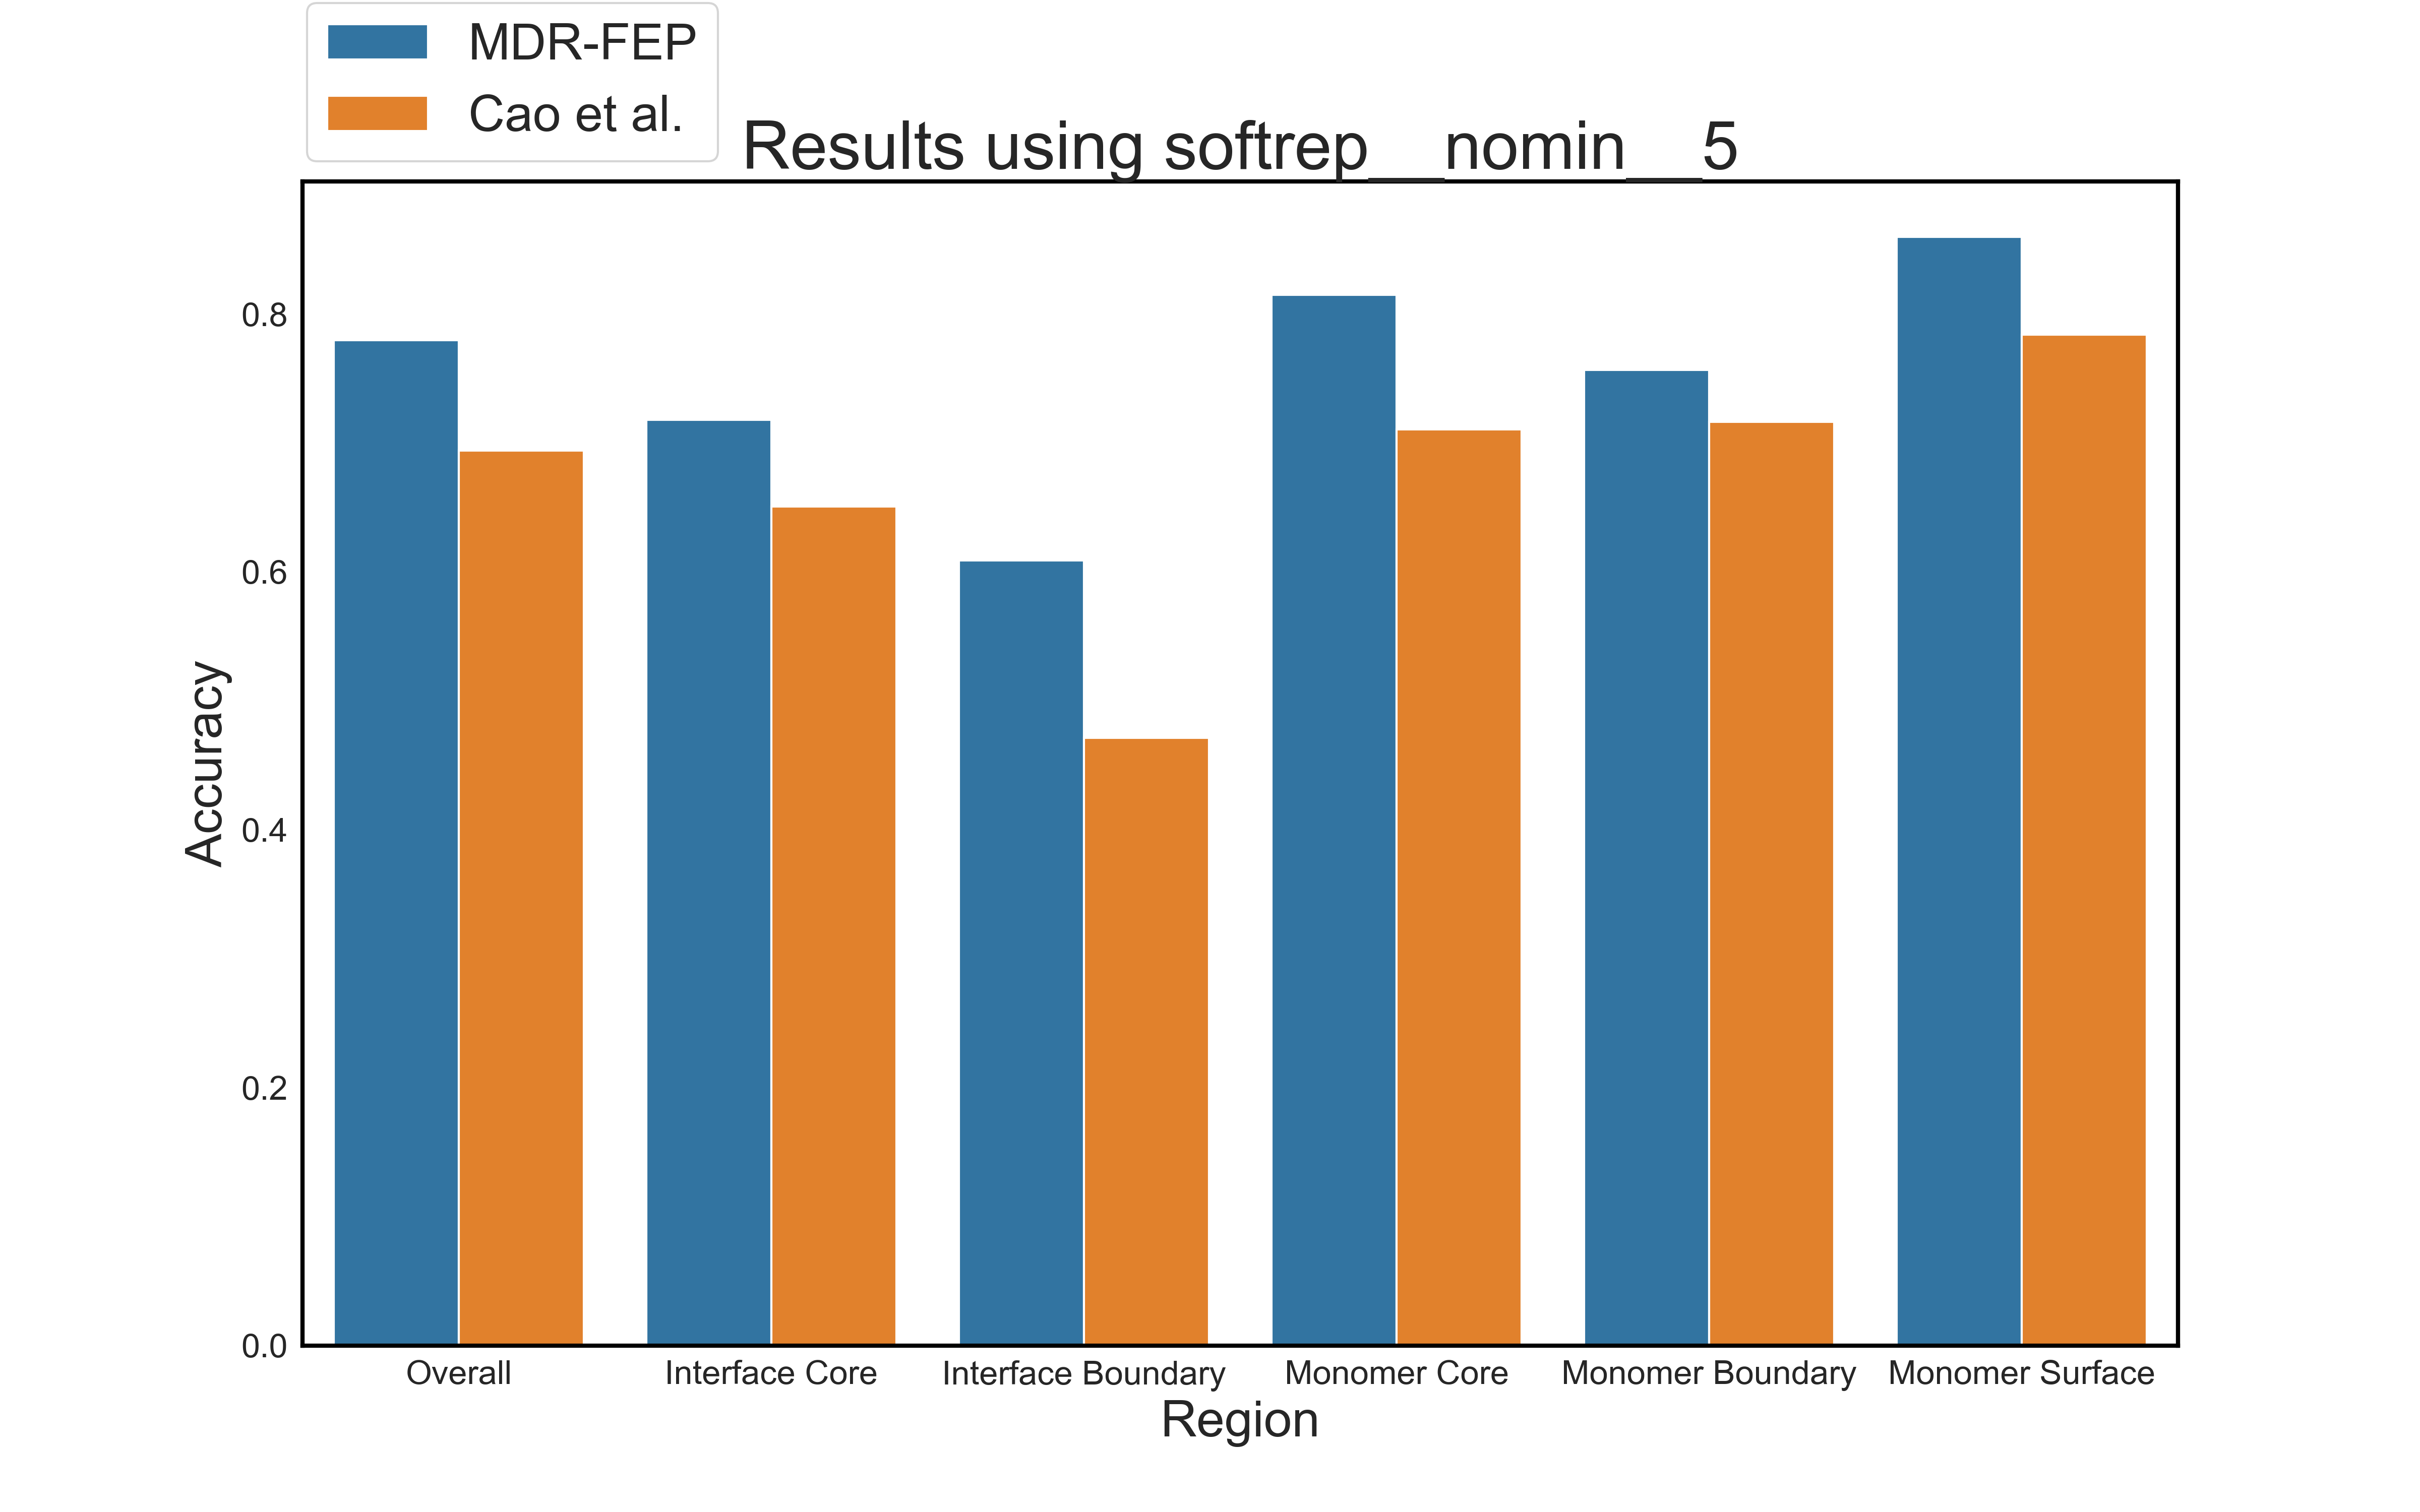 MDR-FEP
Cao et al.
Results using softrep__nomin__5
0.8
0.6
0.4
0.2
0.0
Accuracy
Overall
Interface Core
Interface Boundary
Monomer Core
Monomer Boundary
Monomer Surface
Region